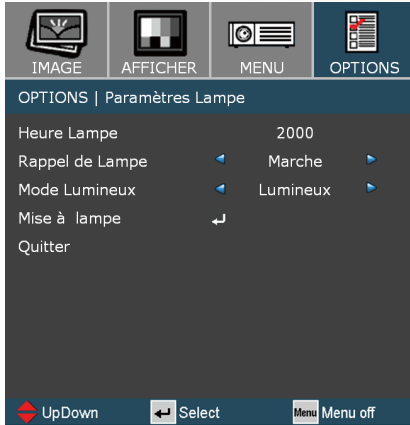 IMAGE AFFICHER MENU OPTIONS
OPTIONS | Paramètres Lampe
Heure Lampe 2000
Rappel de Lampe Marche
Mode Lumineux Lumineux
Mise à lampe
Quitter
UpDown Select Menu Menu off